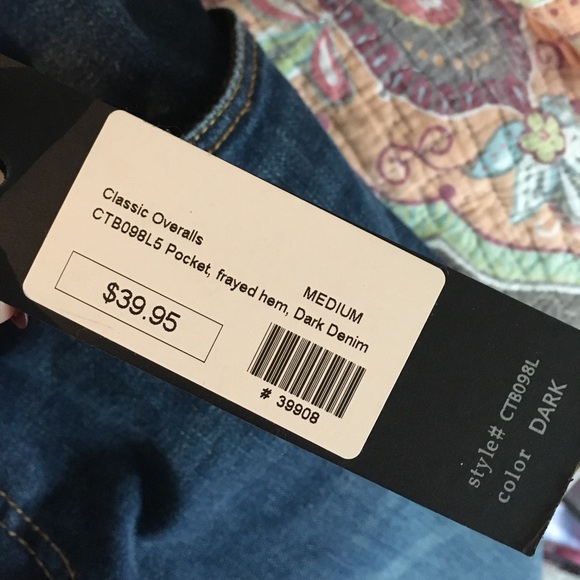 Classic Overalls
CTB098L5 Pocket, frayed hem, Dark Denim
MEDIUM
$39.95
# 39908
style# CTB098L
color DARK